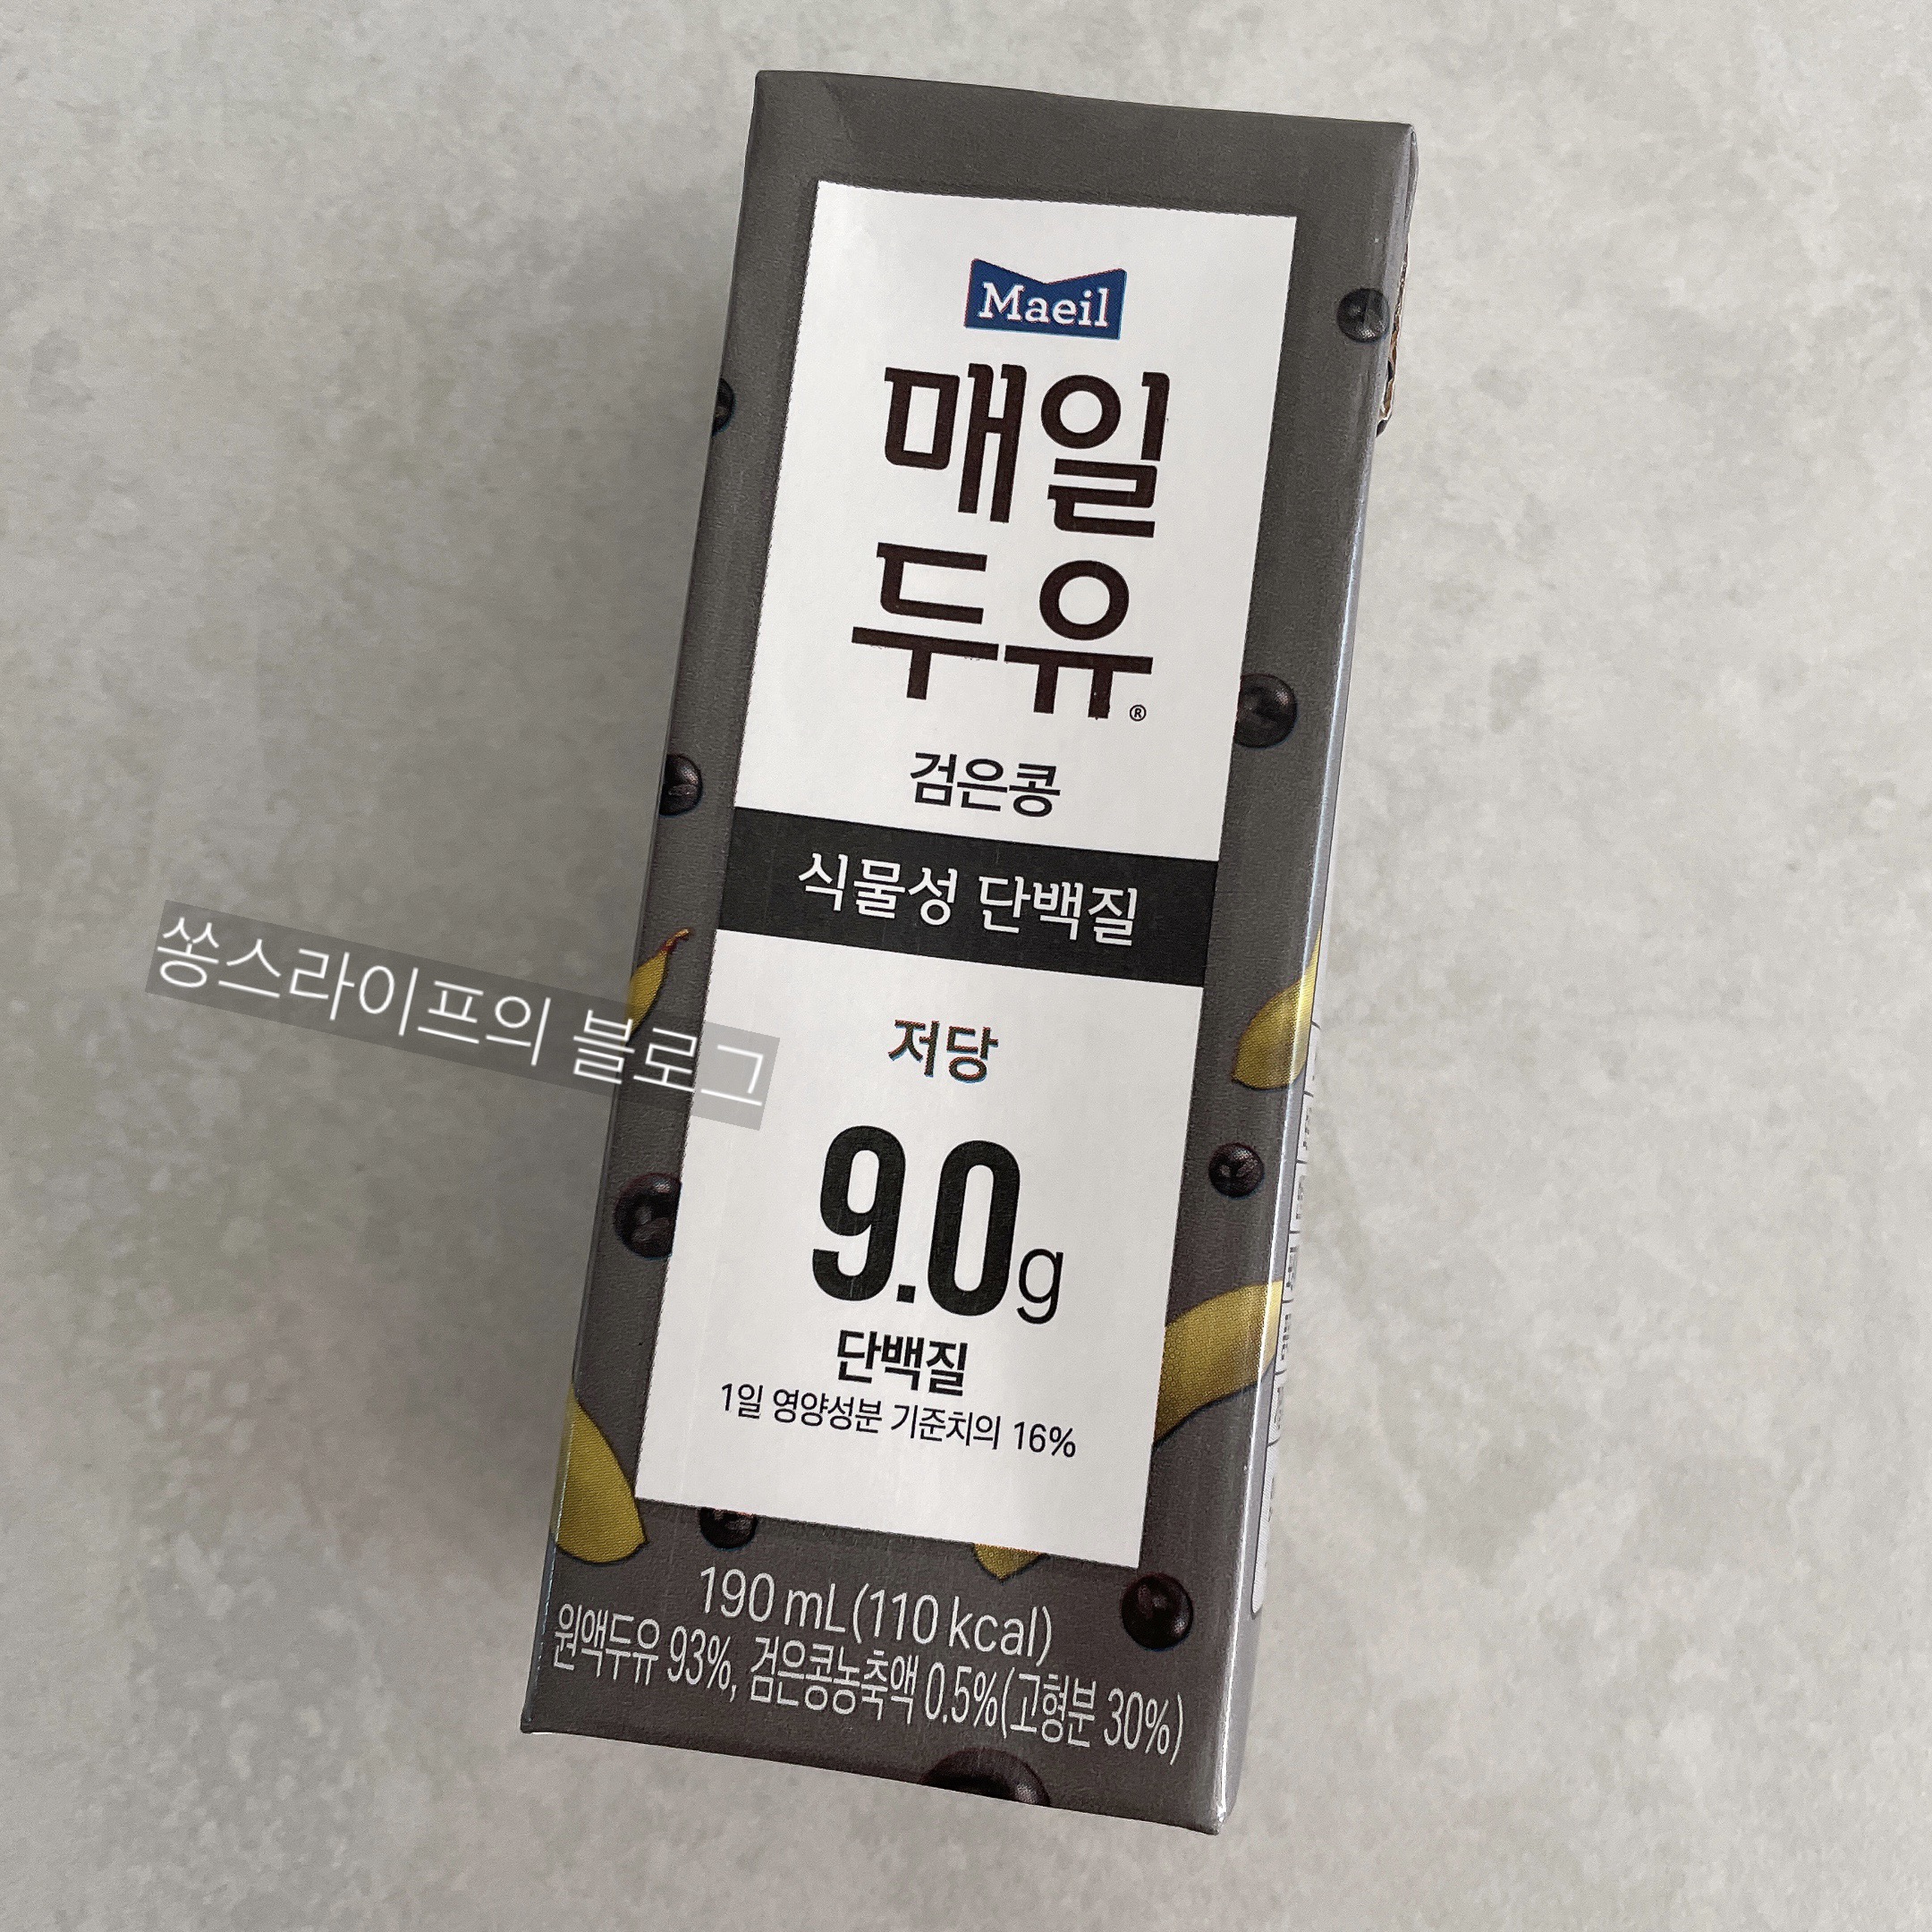 Maeil
매일
두유®
검은콩
식물성 단백질
저당
9.0g
단백질
1일 영양성분 기준치의 16%
190 mL(110 kcal)
원액두유 93%, 검은콩농축액 0.5%(고형분 30%)
쏭스라이프의 블로그